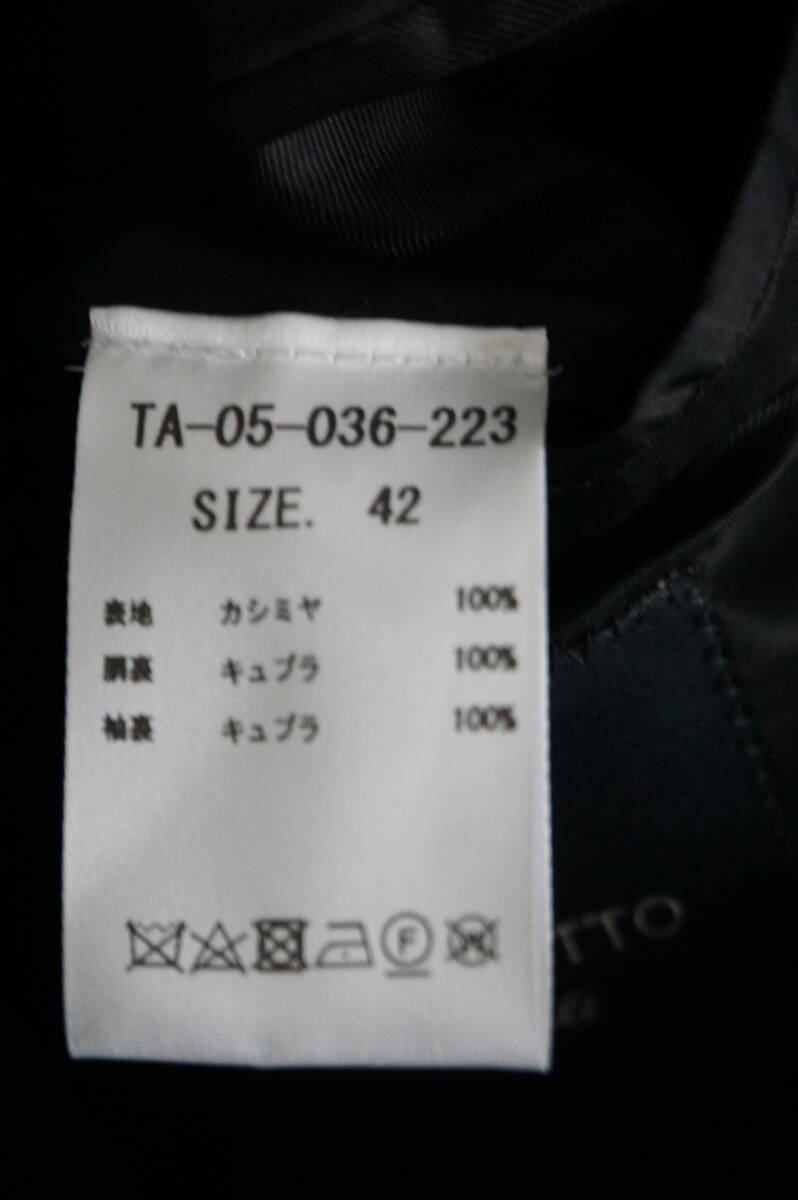 TA-05-036-223
SIZE. 42
表地 カシミヤ 100%
胴裏 キュプラ 100%
袖裏 キュプラ 100%
F W
TTO